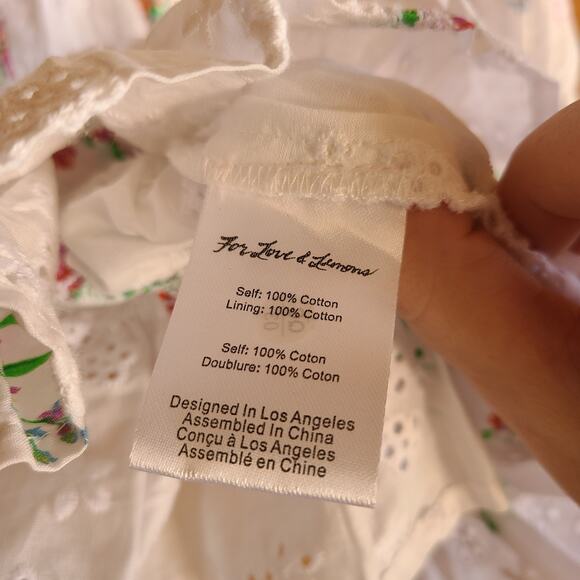 For Love & Lemons
Self: 100% Cotton
Lining: 100% Cotton
Self: 100% Coton
Doublure: 100% Coton
Designed In Los Angeles
Assembled In China
Conçu à Los Angeles
Assemblé en Chine